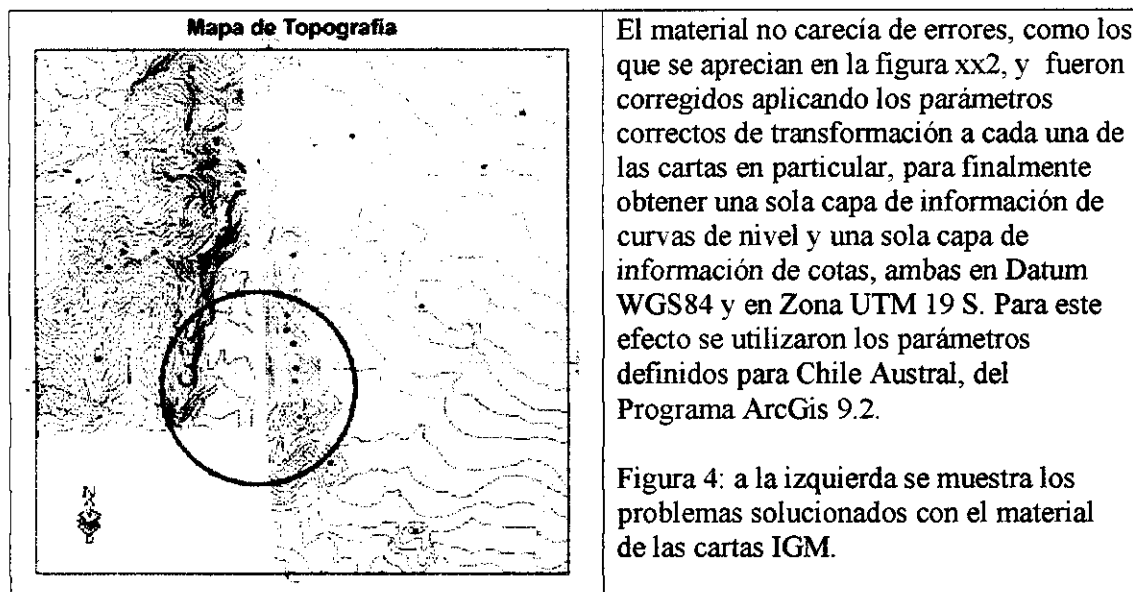 Mapa de Topografía
N
El material no carecía de errores, como los
que se aprecian en la figura xx2, y fueron
corregidos aplicando los parámetros
correctos de transformación a cada una de
las cartas en particular, para finalmente
obtener una sola capa de información de
curvas de nivel y una sola capa de
información de cotas, ambas en Datum
WGS84 y en Zona UTM 19 S. Para este
efecto se utilizaron los parámetros
definidos para Chile Austral, del
Programa ArcGis 9.2.
Figura 4: a la izquierda se muestra los
problemas solucionados con el material
de las cartas IGM.